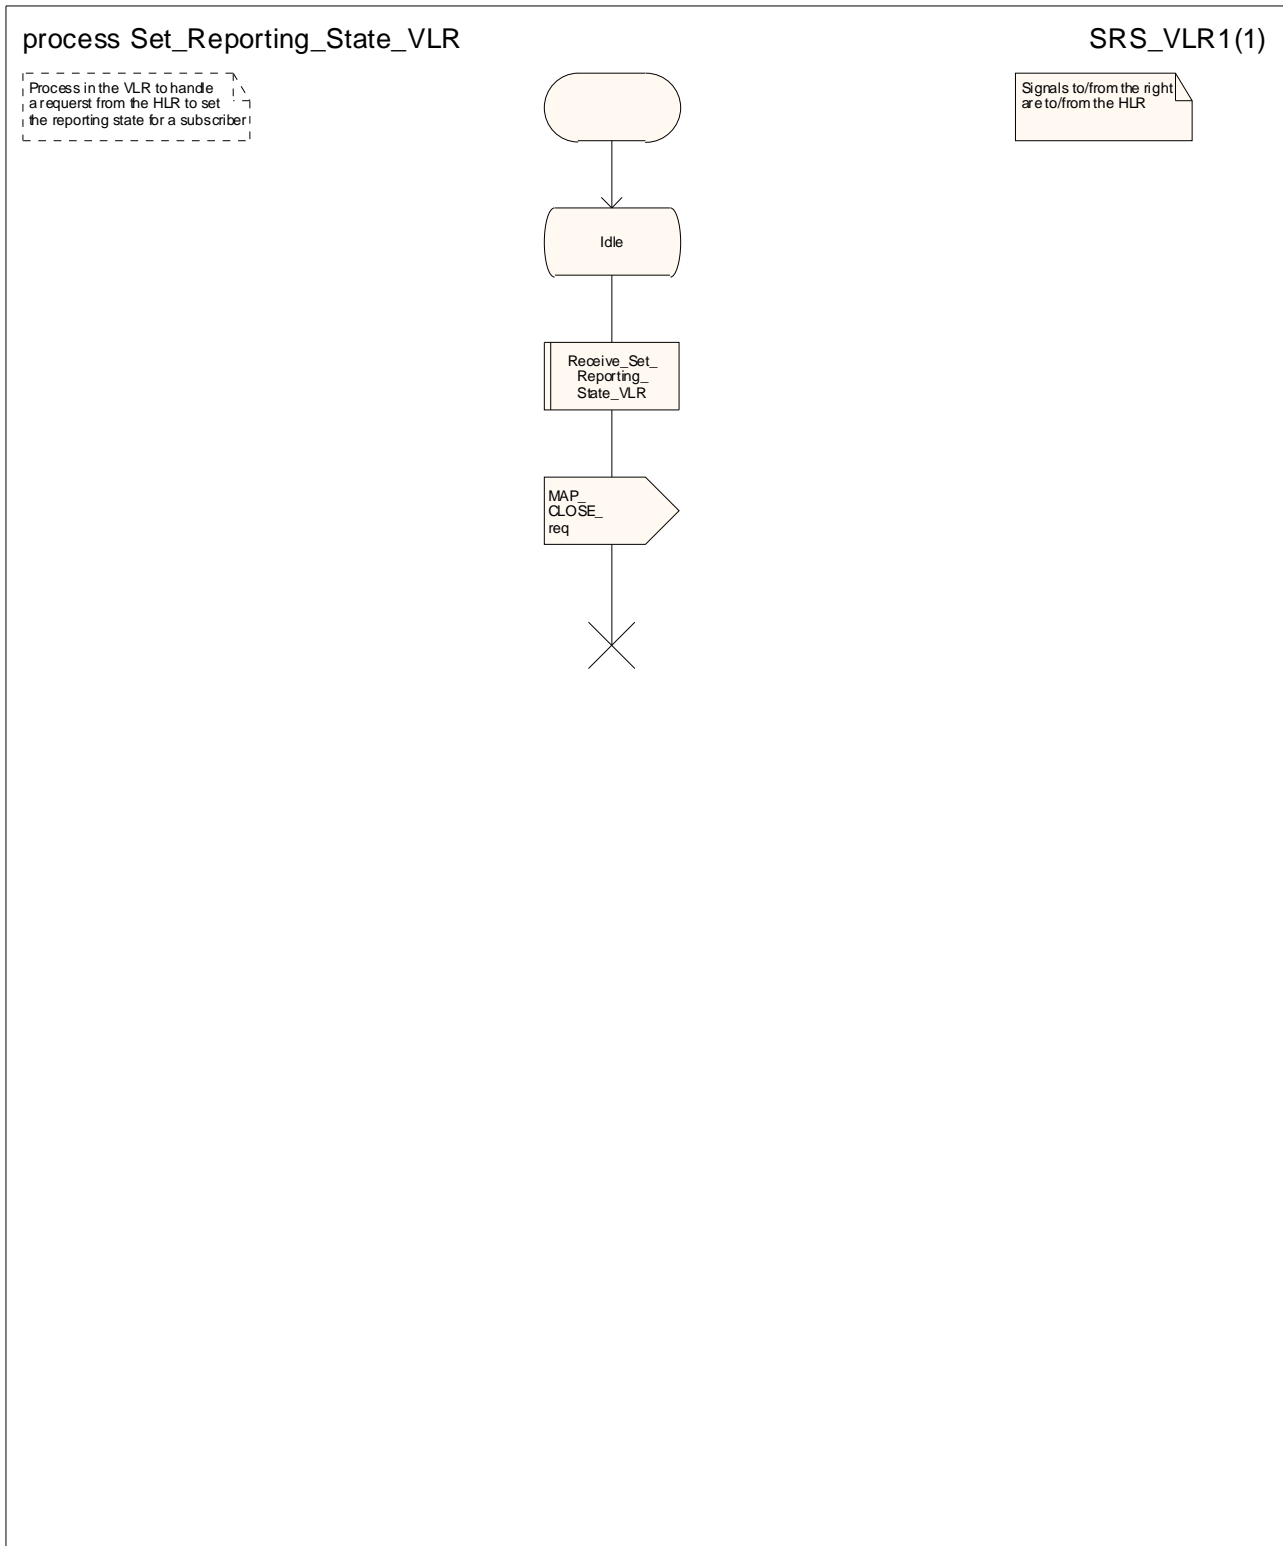 process Set_Reporting_State_VLR
SRS_VLR1(1)
Process in the VLR to handle
a requerst from the HLR to set
the reporting state for a subscriber
Signals to/from the right
are to/from the HLR
Idle
Receive_Set_
Reporting_
State_VLR
MAP_
CLOSE_
req